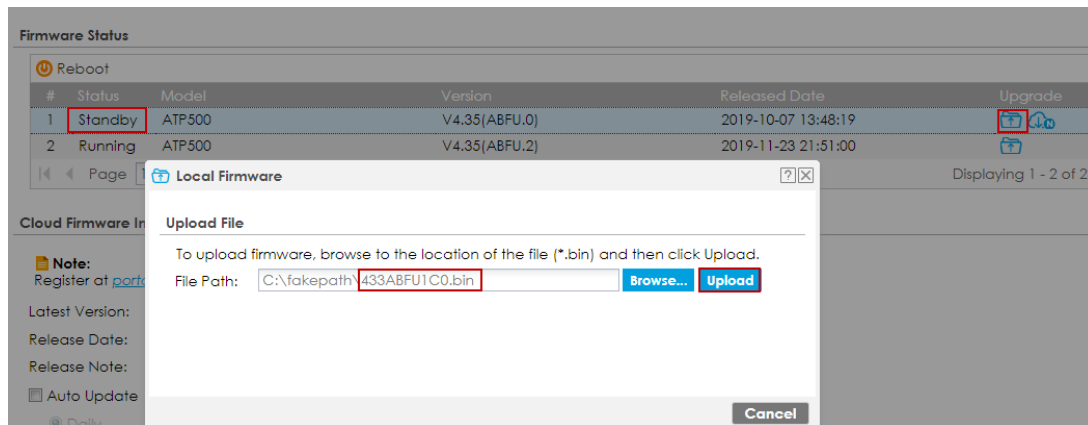 Firmware Status
Reboot
# Status Model Version Released Date Upgrade
1 Standby ATP500 V4.35(ABFU.0) 2019-10-07 13:48:19
2 Running ATP500 V4.35(ABFU.2) 2019-11-23 21:51:00
Page 1 Displaying 1 - 2 of 2
Local Firmware
Cloud Firmware In
Upload File
Note:
To upload firmware, browse to the location of the file (*.bin) and then click Upload.
Register at porta
File Path: C:\fakepath\433ABFU1C0.bin Browse... Upload
Latest Version:
Release Date:
Release Note:
Auto Update
Cancel
Daily